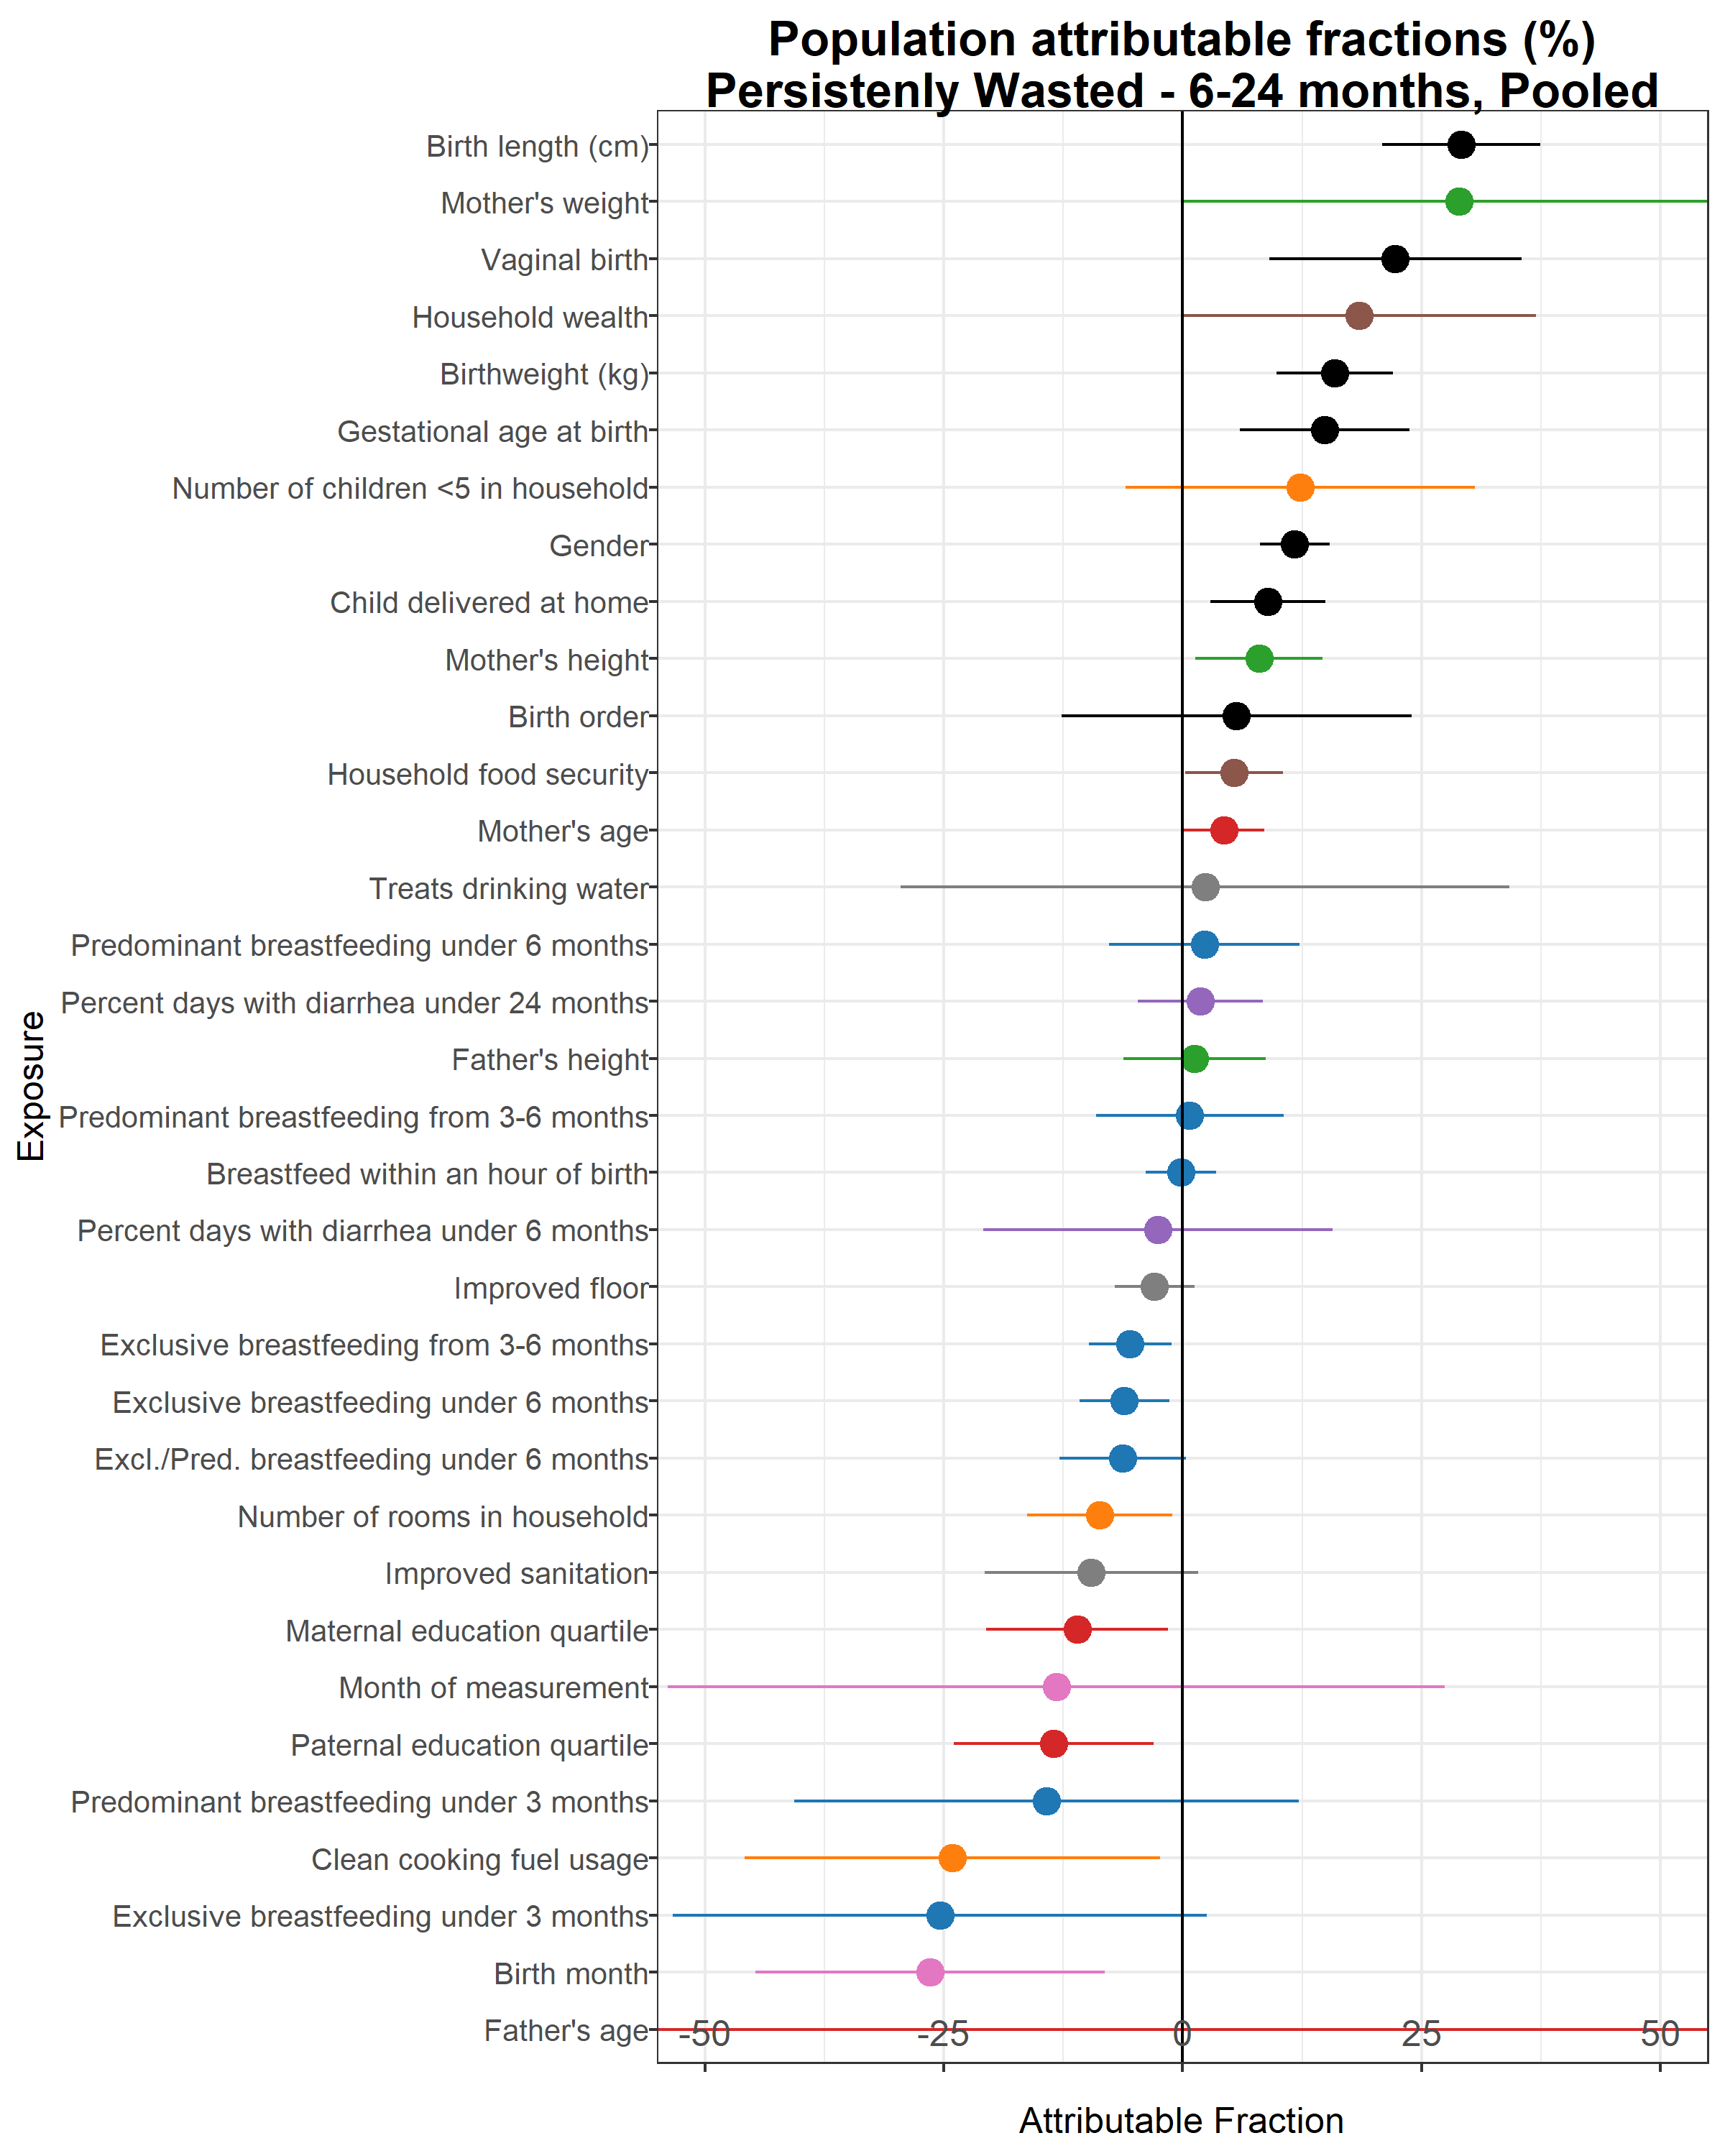 Population attributable fractions (%)
Persistenly Wasted - 6-24 months, Pooled
Birth length (cm)
Mother's weight
Vaginal birth
Household wealth
Birthweight (kg)
Gestational age at birth
Number of children <5 in household
Gender
Child delivered at home
Mother's height
Birth order
Household food security
Mother's age
Treats drinking water
Predominant breastfeeding under 6 months
Percent days with diarrhea under 24 months
Father's height
Predominant breastfeeding from 3-6 months
Breastfeed within an hour of birth
Percent days with diarrhea under 6 months
Improved floor
Exclusive breastfeeding from 3-6 months
Exclusive breastfeeding under 6 months
Excl./Pred. breastfeeding under 6 months
Number of rooms in household
Improved sanitation
Maternal education quartile
Month of measurement
Paternal education quartile
Predominant breastfeeding under 3 months
Clean cooking fuel usage
Exclusive breastfeeding under 3 months
Birth month
Father's age
Exposure
-50 -25 0 25 50
Attributable Fraction